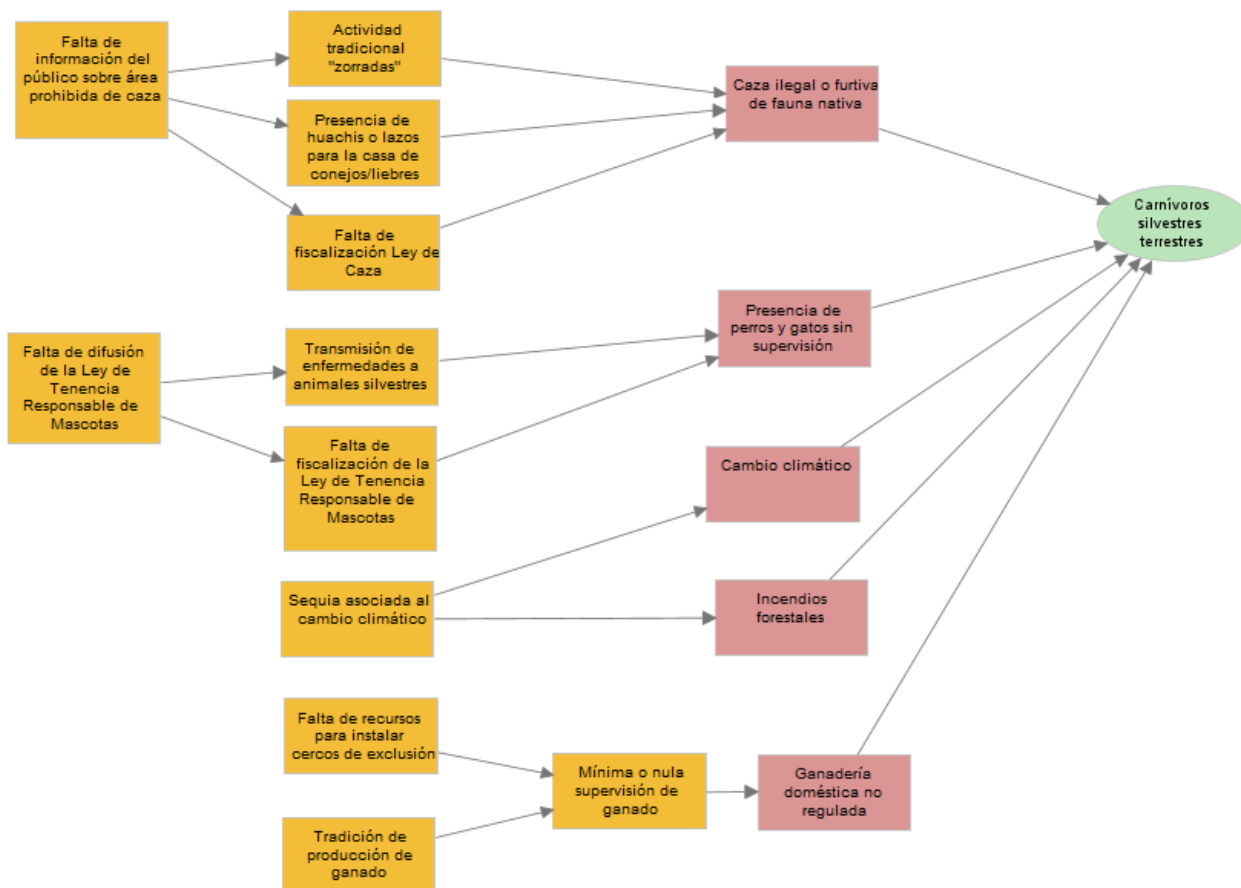 Falta de
información del
público sobre área
prohibida de caza
Actividad
tradicional
"zorradas"
Presencia de
huachis o lazos
para la casa de
conejos/liebres
Falta de
fiscalización Ley de
Caza
Caza ilegal o furtiva
de fauna nativa
Carnívoros
silvestres
terrestres
Falta de difusión
de la Ley de
Tenencia
Responsable de
Mascotas
Transmisión de
enfermedades a
animales silvestres
Falta de
fiscalización de la
Ley de Tenencia
Responsable de
Mascotas
Presencia de
perros y gatos sin
supervisión
Cambio climático
Sequia asociada al
cambio climático
Incendios
forestales
Falta de recursos
para instalar
cercos de exclusión
Tradición de
producción de
ganado
Mínima o nula
supervisión de
ganado
Ganadería
doméstica no
regulada